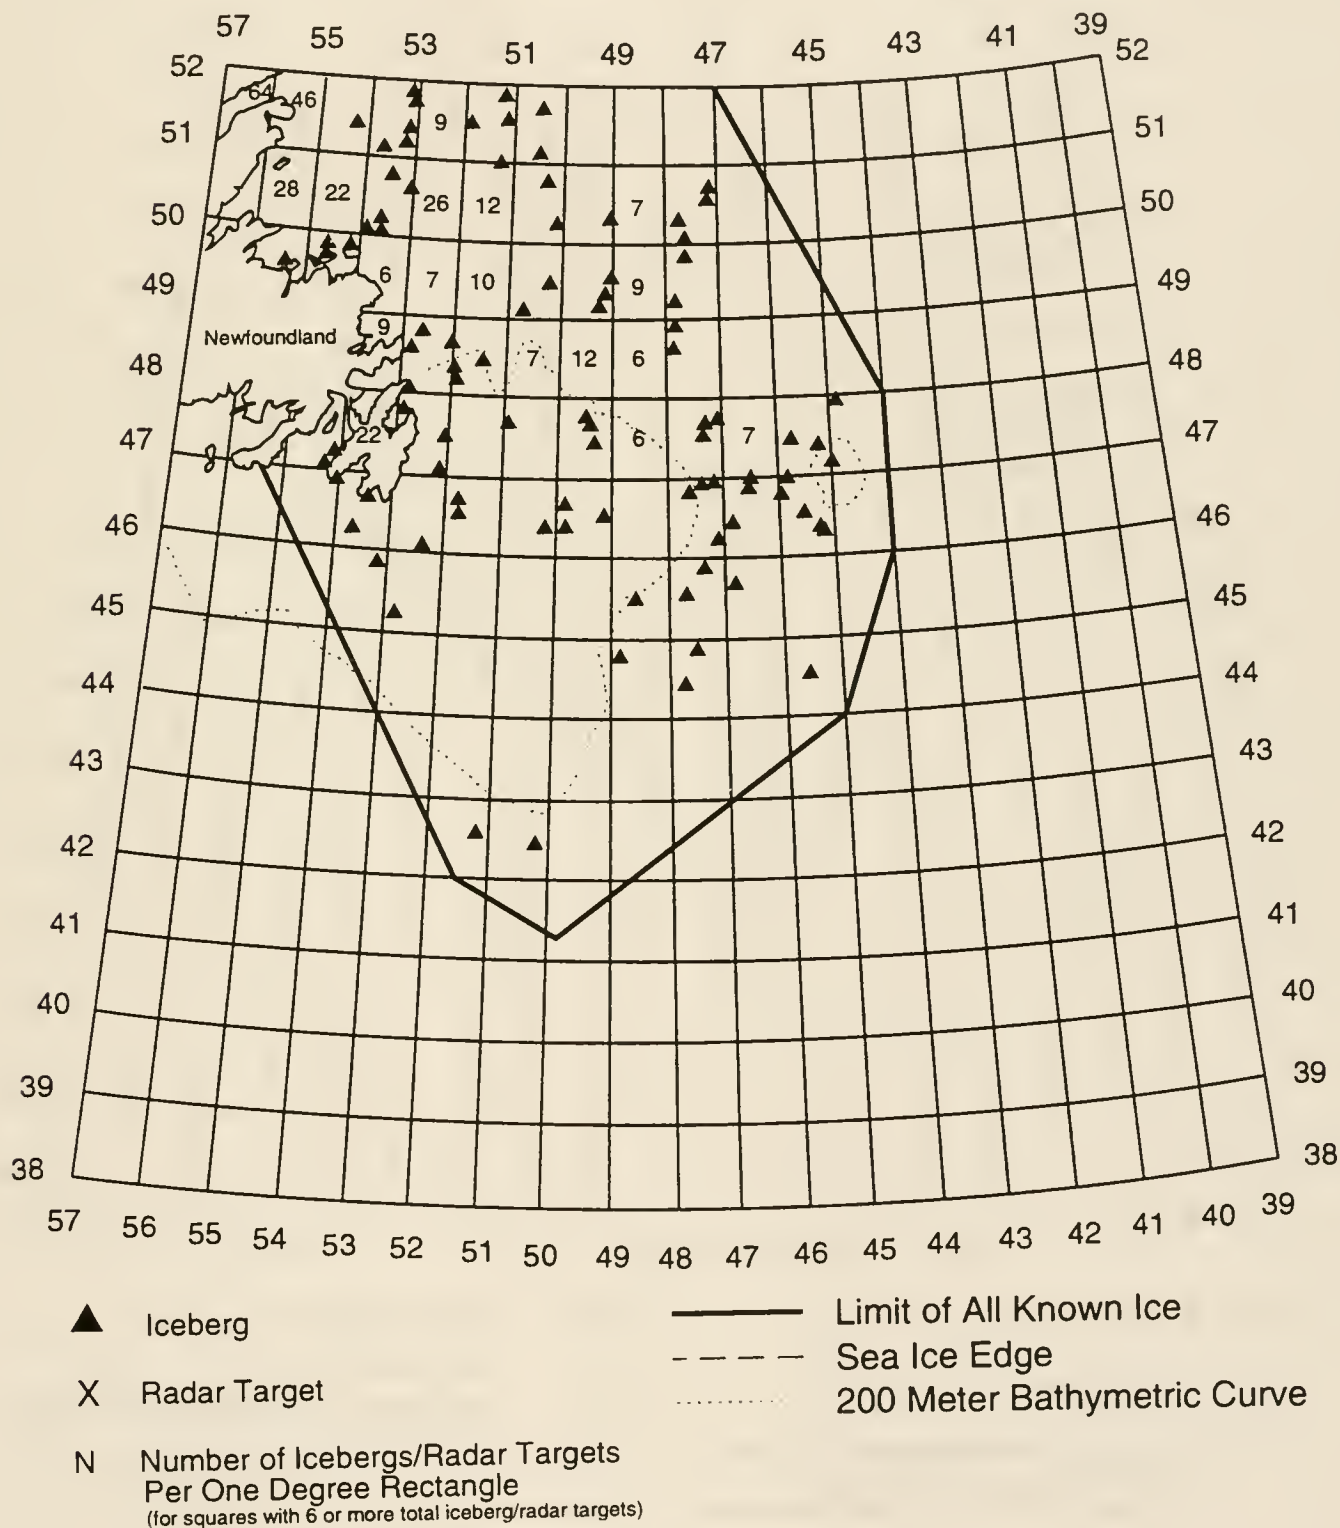 57 55 53 51 49 47 45 43 41 39
52 52
64 46
9
51 51
28 22 26 12 7
50 50
6 7 10 9
49 49
9
Newfoundland
7 12 6
48 48
22 6 7
47 47
46 46
45 45
44 44
43 43
42 42
41 41
40 40
39 39
38 38
57 56 55 54 53 52 51 50 49 48 47 46 45 44 43 42 41 40 39
Iceberg
X Radar Target
N Number of Icebergs/Radar Targets
Per One Degree Rectangle
(for squares with 6 or more total iceberg/radar targets)
Limit of All Known Ice
Sea Ice Edge
200 Meter Bathymetric Curve